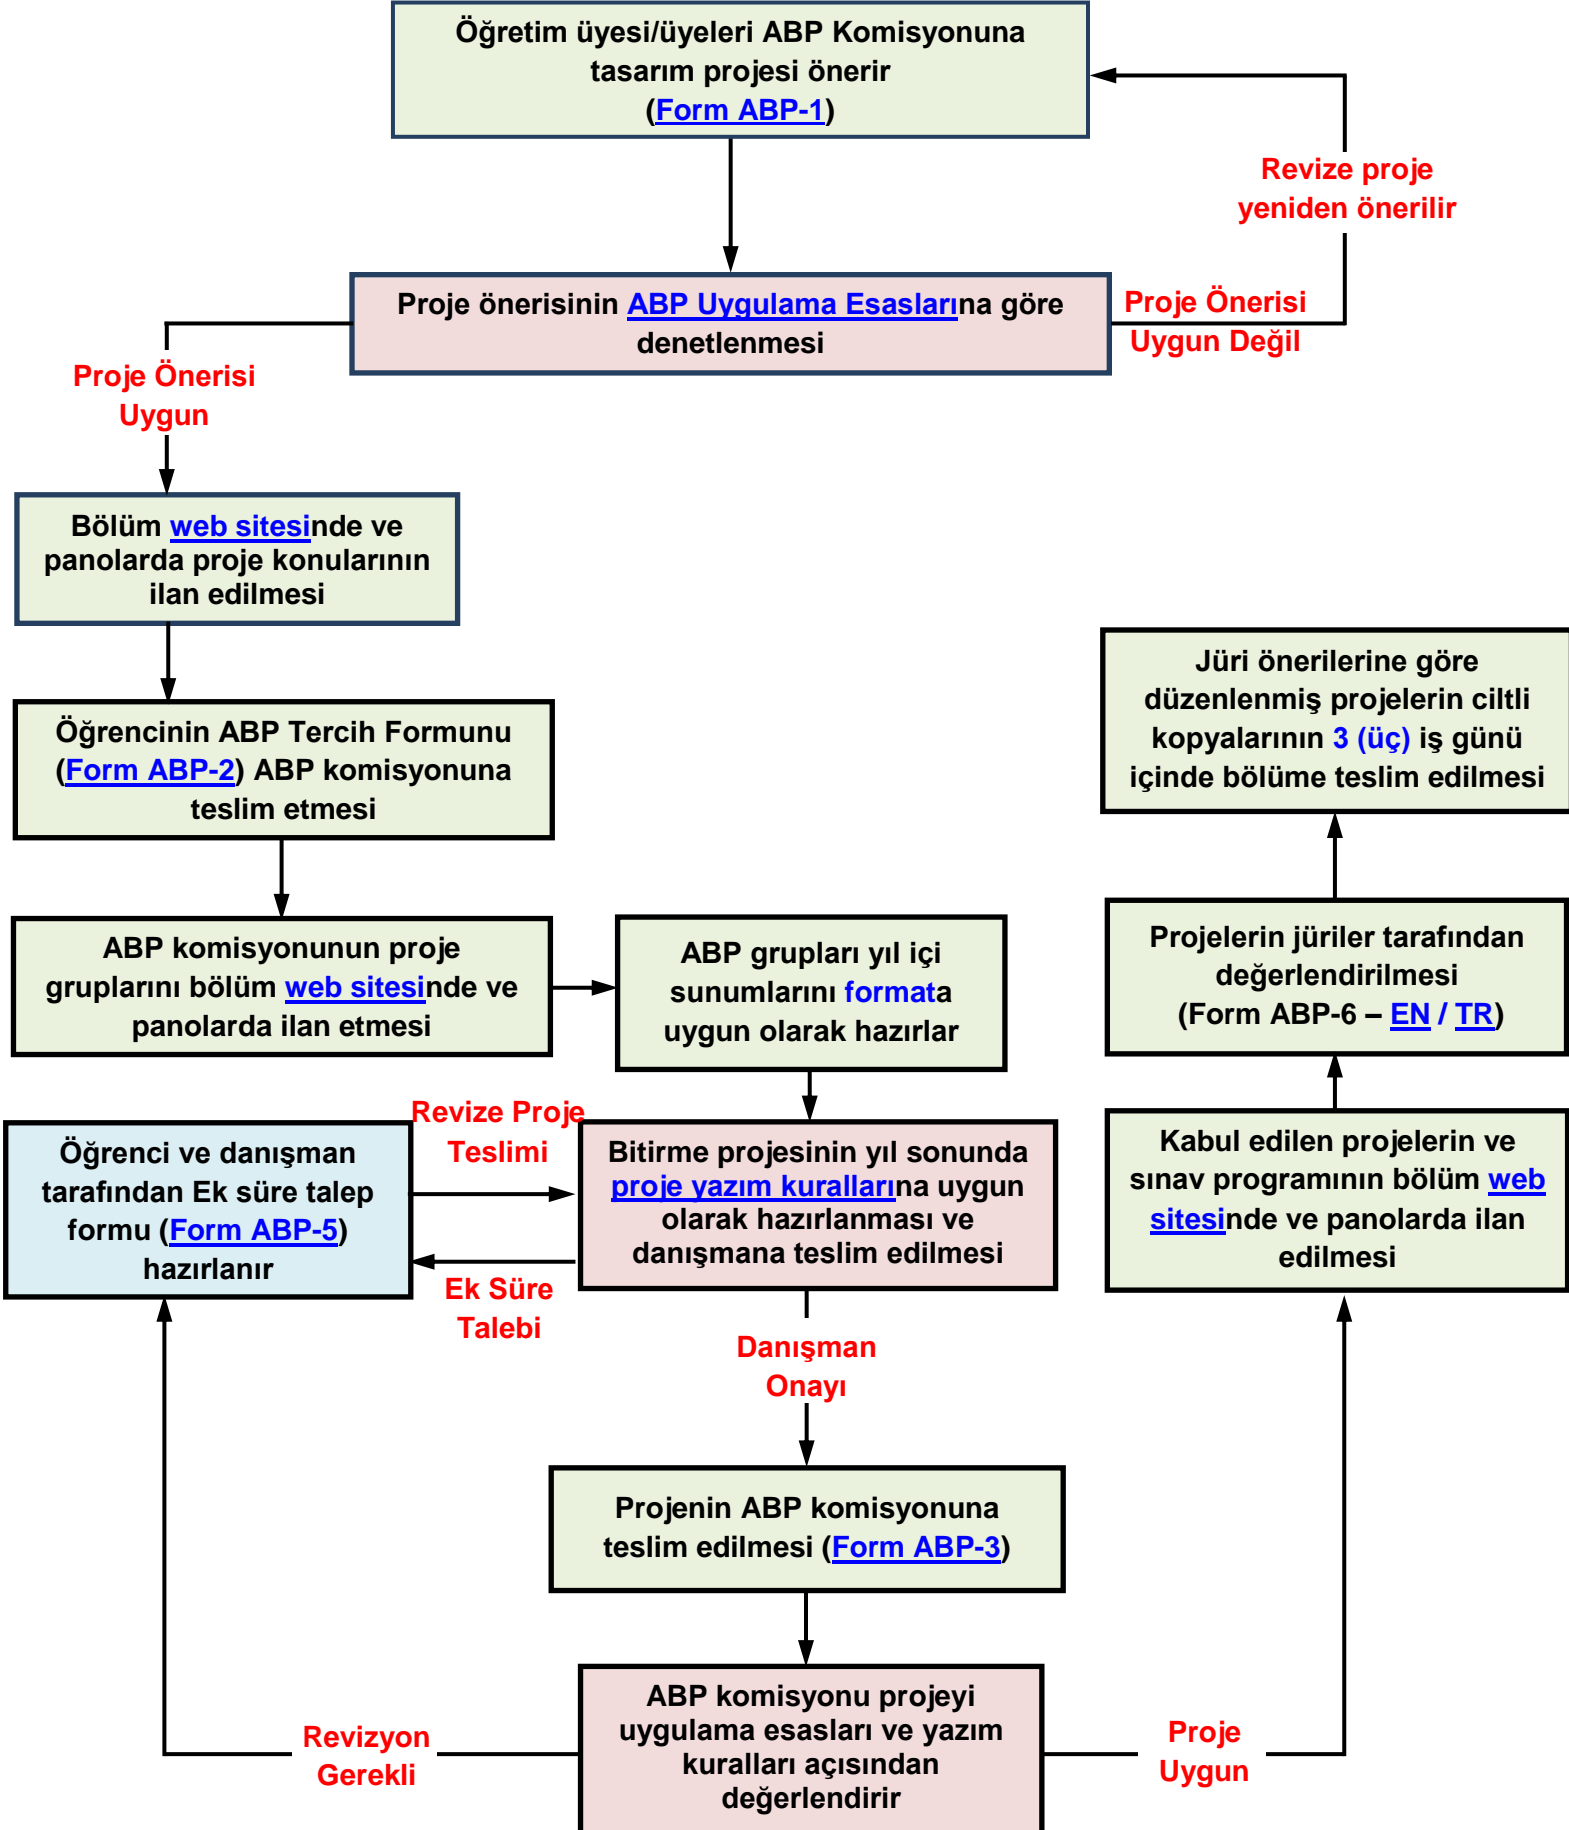 Öğretim üyesi/üyeleri ABP Komisyonuna
tasarım projesi önerir
(Form ABP-1)
Revize proje
yeniden önerilir
Proje önerisinin ABP Uygulama Esaslarına göre
denetlenmesi
Proje Önerisi
Uygun Değil
Proje Önerisi
Uygun
Bölüm web sitesinde ve
panolarda proje konularının
ilan edilmesi
Öğrencinin ABP Tercih Formunu
(Form ABP-2) ABP komisyonuna
teslim etmesi
ABP komisyonunun proje
gruplarını bölüm web sitesinde ve
panolarda ilan etmesi
ABP grupları yıl içi
sunumlarını formata
uygun olarak hazırlar
Revize Proje
Teslimi
Öğrenci ve danışman
tarafından Ek süre talep
formu (Form ABP-5)
hazırlanır
Bitirme projesinin yıl sonunda
proje yazım kurallarına uygun
olarak hazırlanması ve
danışmana teslim edilmesi
Ek Süre
Talebi
Danışman
Onayı
Projenin ABP komisyonuna
teslim edilmesi (Form ABP-3)
ABP komisyonu projeyi
uygulama esasları ve yazım
kuralları açısından
değerlendirir
Revizyon
Gerekli
Proje
Uygun
Kabul edilen projelerin ve
sınav programının bölüm web
sitesinde ve panolarda ilan
edilmesi
Projelerin jüriler tarafından
değerlendirilmesi
(Form ABP-6 – EN / TR)
Jüri önerilerine göre
düzenlenmiş projelerin ciltli
kopyalarının 3 (üç) iş günü
içinde bölüme teslim edilmesi